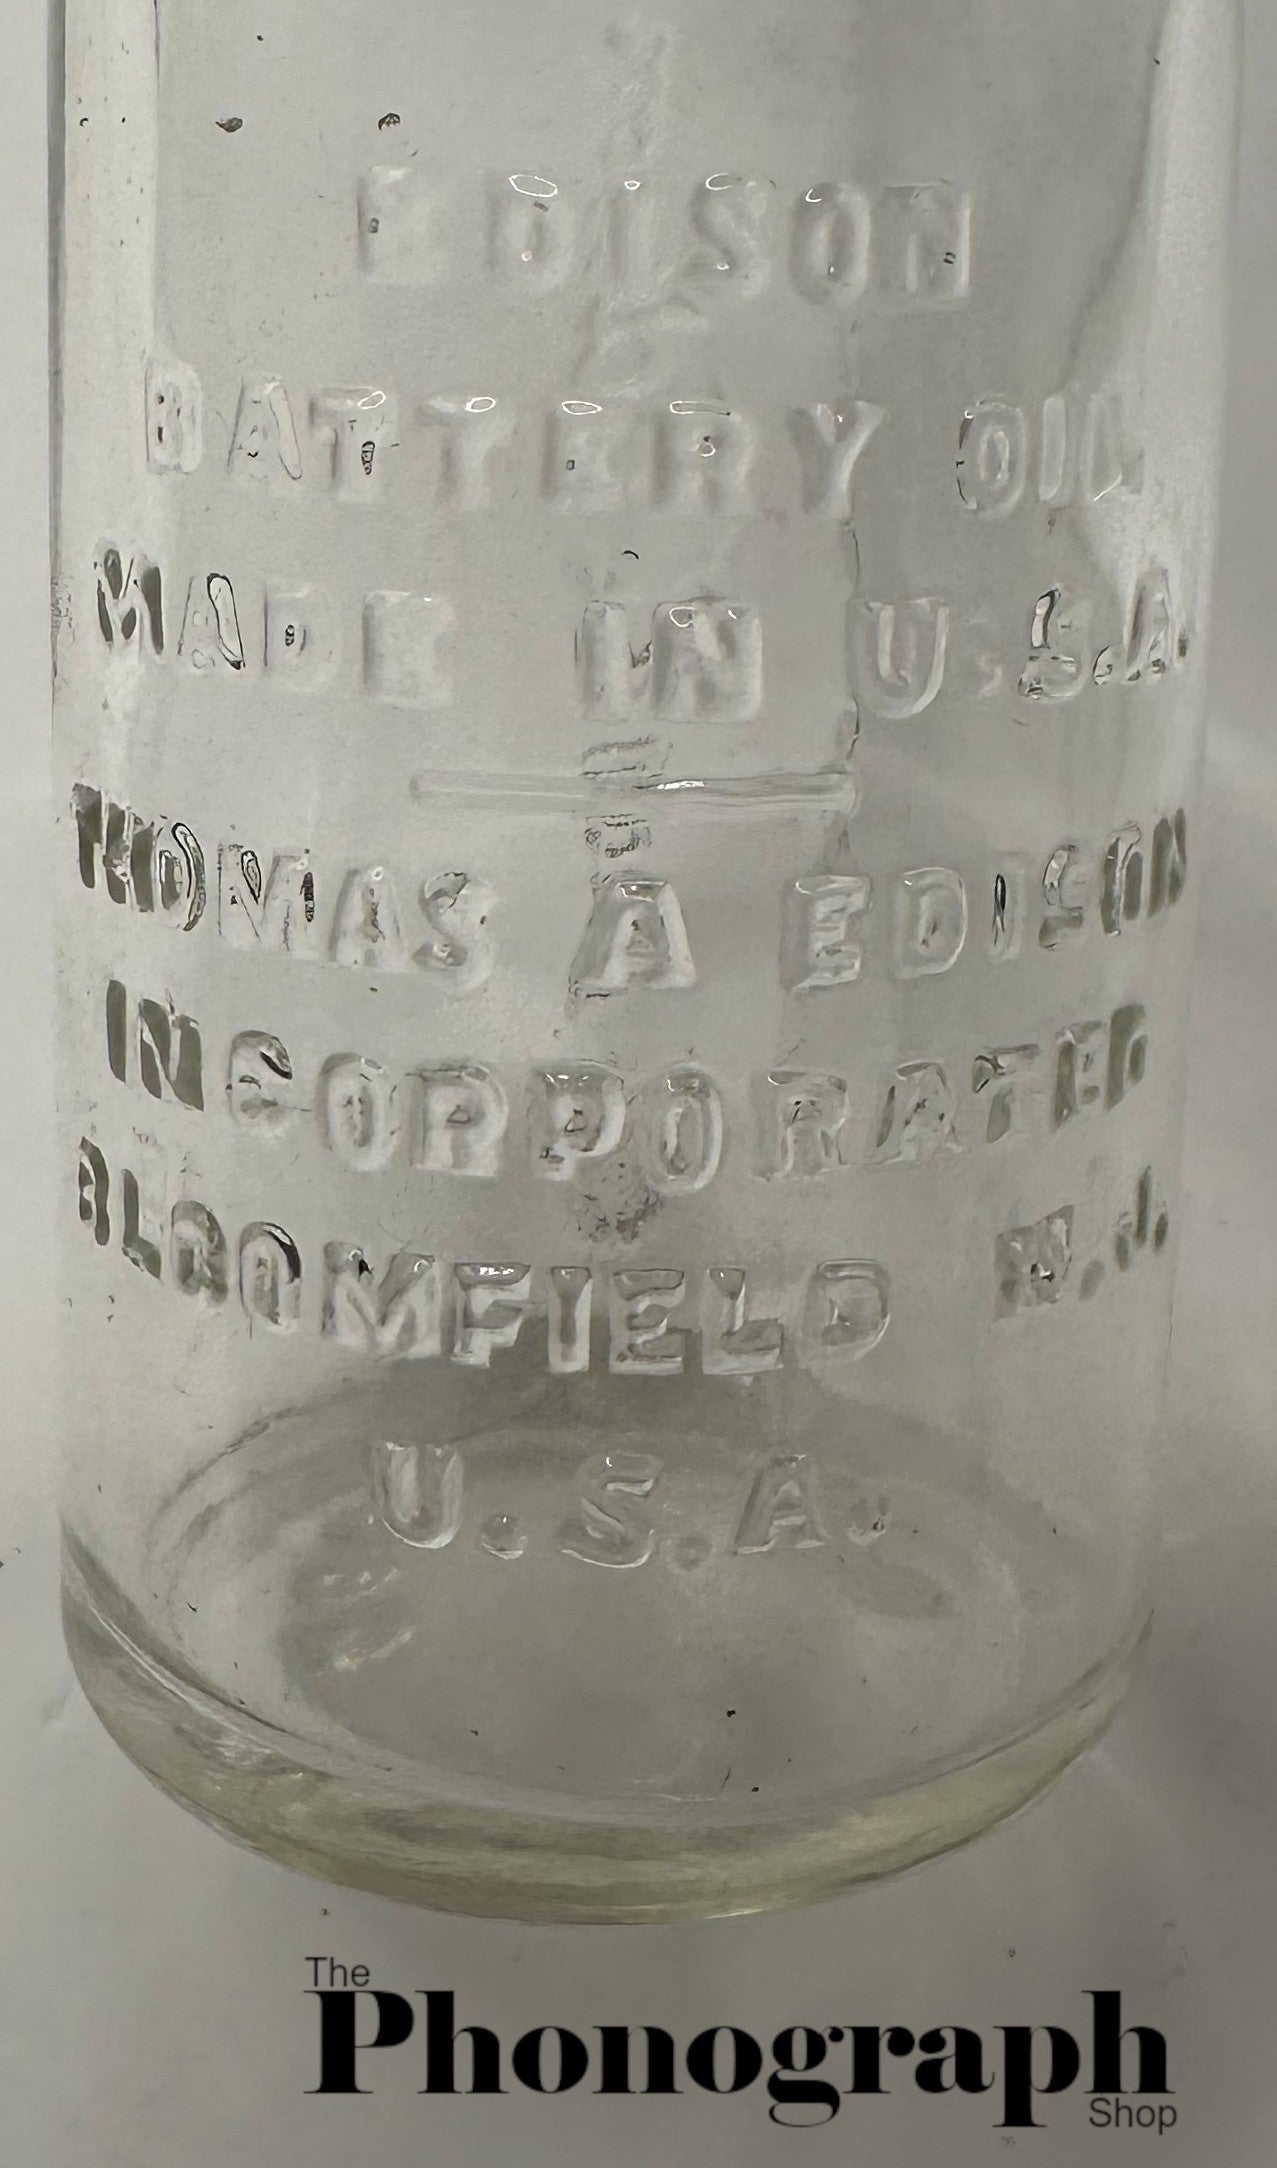 EDISON
BATTERY OIL
MADE IN U.S.A.
THOMAS A EDISON
INCORPORATED
BLOOMFIELD N.J.
U.S.A.
The
Phonograph
Shop